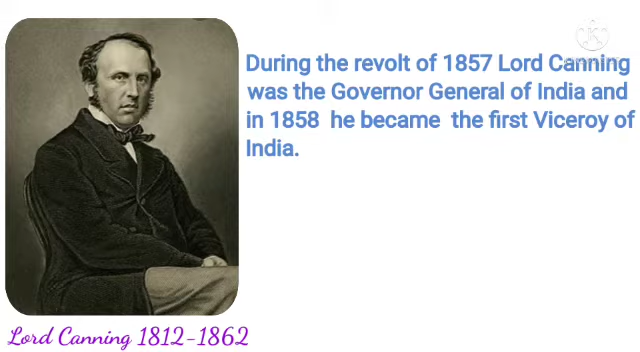 During the revolt of 1857 Lord Canning
was the Governor General of India and
in 1858 he became the first Viceroy of
India.
Lord Canning 1812-1862